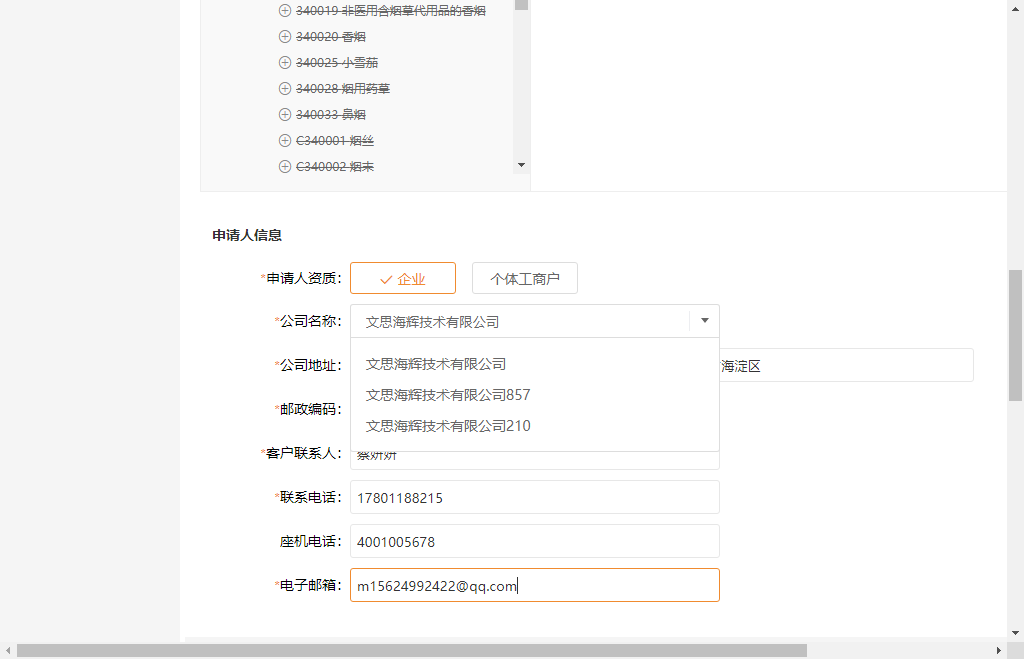 340019 非医用含烟草代用品的香烟
340020 香烟
340025 小雪茄
340028 烟用药草
340033 鼻烟
C340001 烟丝
C340002 烟末
申请人信息
*申请人资质： 企业 个体工商户
*公司名称： 文思海辉技术有限公司
*公司地址： 海淀区
文思海辉技术有限公司
文思海辉技术有限公司857
*邮政编码：
文思海辉技术有限公司210
*客户联系人： 蔡妍妍
*联系电话： 17801188215
座机电话： 4001005678
*电子邮箱： m15624992422@qq.com